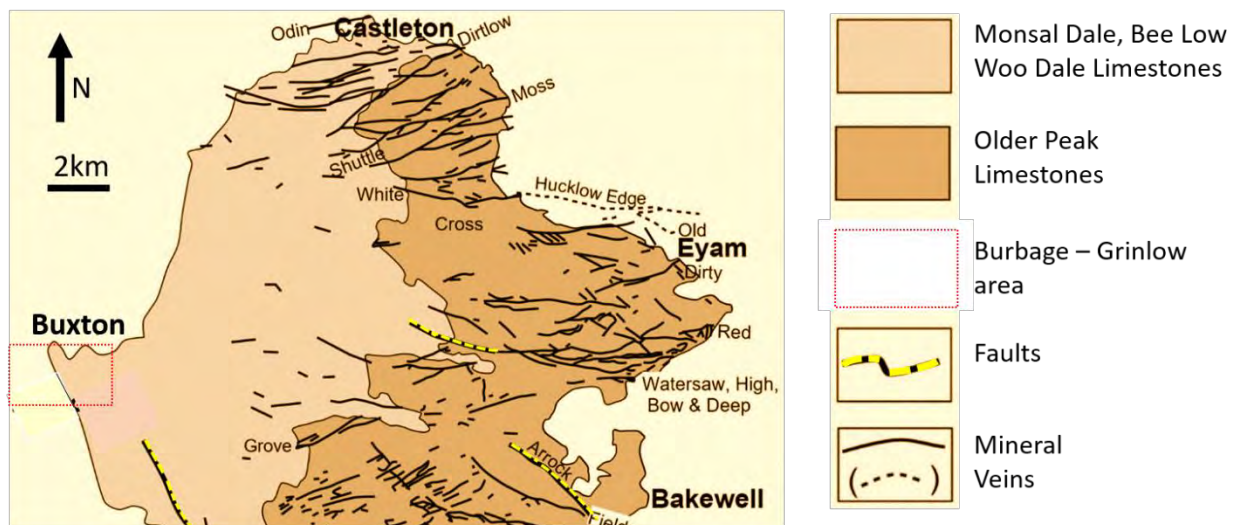 Odin
Castleton
Dirtlow
N
Moss
2km
Shuttle
White
Hucklow Edge
Cross
Old
Eyam
Dirty
Buxton
Red
Watersaw, High,
Bow & Deep
Grove
Arrock
Bakewell
Field
Monsal Dale, Bee Low
Woo Dale Limestones
Older Peak
Limestones
Burbage – Grinlow
area
Faults
Mineral
Veins